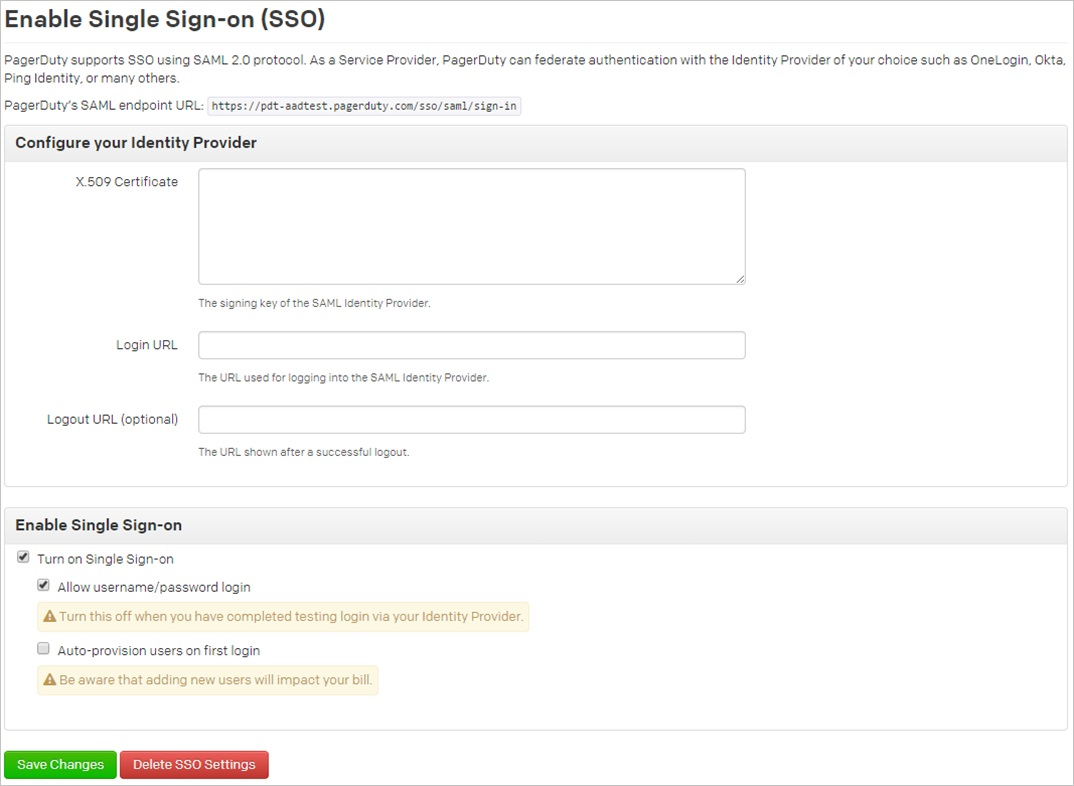 Enable Single Sign-on (SSO)
PagerDuty supports SSO using SAML 2.0 protocol. As a Service Provider, PagerDuty can federate authentication with the Identity Provider of your choice such as OneLogin, Okta,
Ping Identity, or many others.
PagerDuty's SAML endpoint URL: https://pdt-aadtest.pagerduty.com/sso/saml/sign-in
Configure your Identity Provider
X.509 Certificate
The signing key of the SAML Identity Provider.
Login URL
The URL used for logging into the SAML Identity Provider.
Logout URL (optional)
The URL shown after a successful logout.
Enable Single Sign-on
Turn on Single Sign-on
Allow username/password login
Turn this off when you have completed testing login via your Identity Provider.
Auto-provision users on first login
Be aware that adding new users will impact your bill.
Save Changes Delete SSO Settings